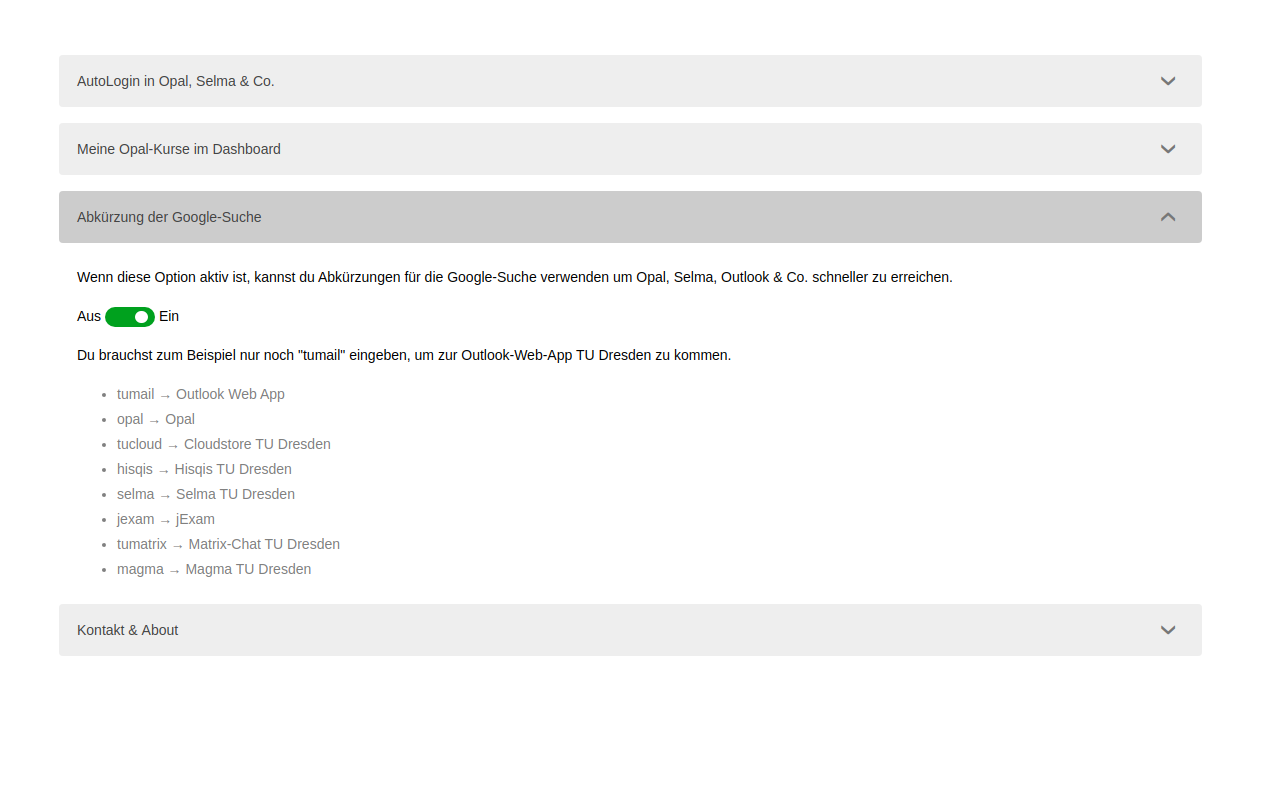 AutoLogin in Opal, Selma & Co.
Meine Opal-Kurse im Dashboard
Abkürzung der Google-Suche
Wenn diese Option aktiv ist, kannst du Abkürzungen für die Google-Suche verwenden um Opal, Selma, Outlook & Co. schneller zu erreichen.
Aus Ein
Du brauchst zum Beispiel nur noch "tumail" eingeben, um zur Outlook-Web-App TU Dresden zu kommen.
• tumail → Outlook Web App
• opal → Opal
• tucloud → Cloudstore TU Dresden
• hisqis → Hisqis TU Dresden
• selma → Selma TU Dresden
• jexam → jExam
• tumatrix → Matrix-Chat TU Dresden
• magma → Magma TU Dresden
Kontakt & About